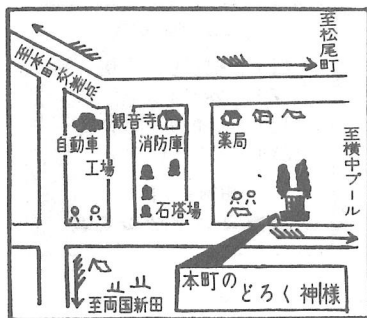 至松尾町
至本町交差点
観音寺
消防庫
自動車
工場
薬局
至横中プール
石塔場
本町の
どろく神様
至両国新田